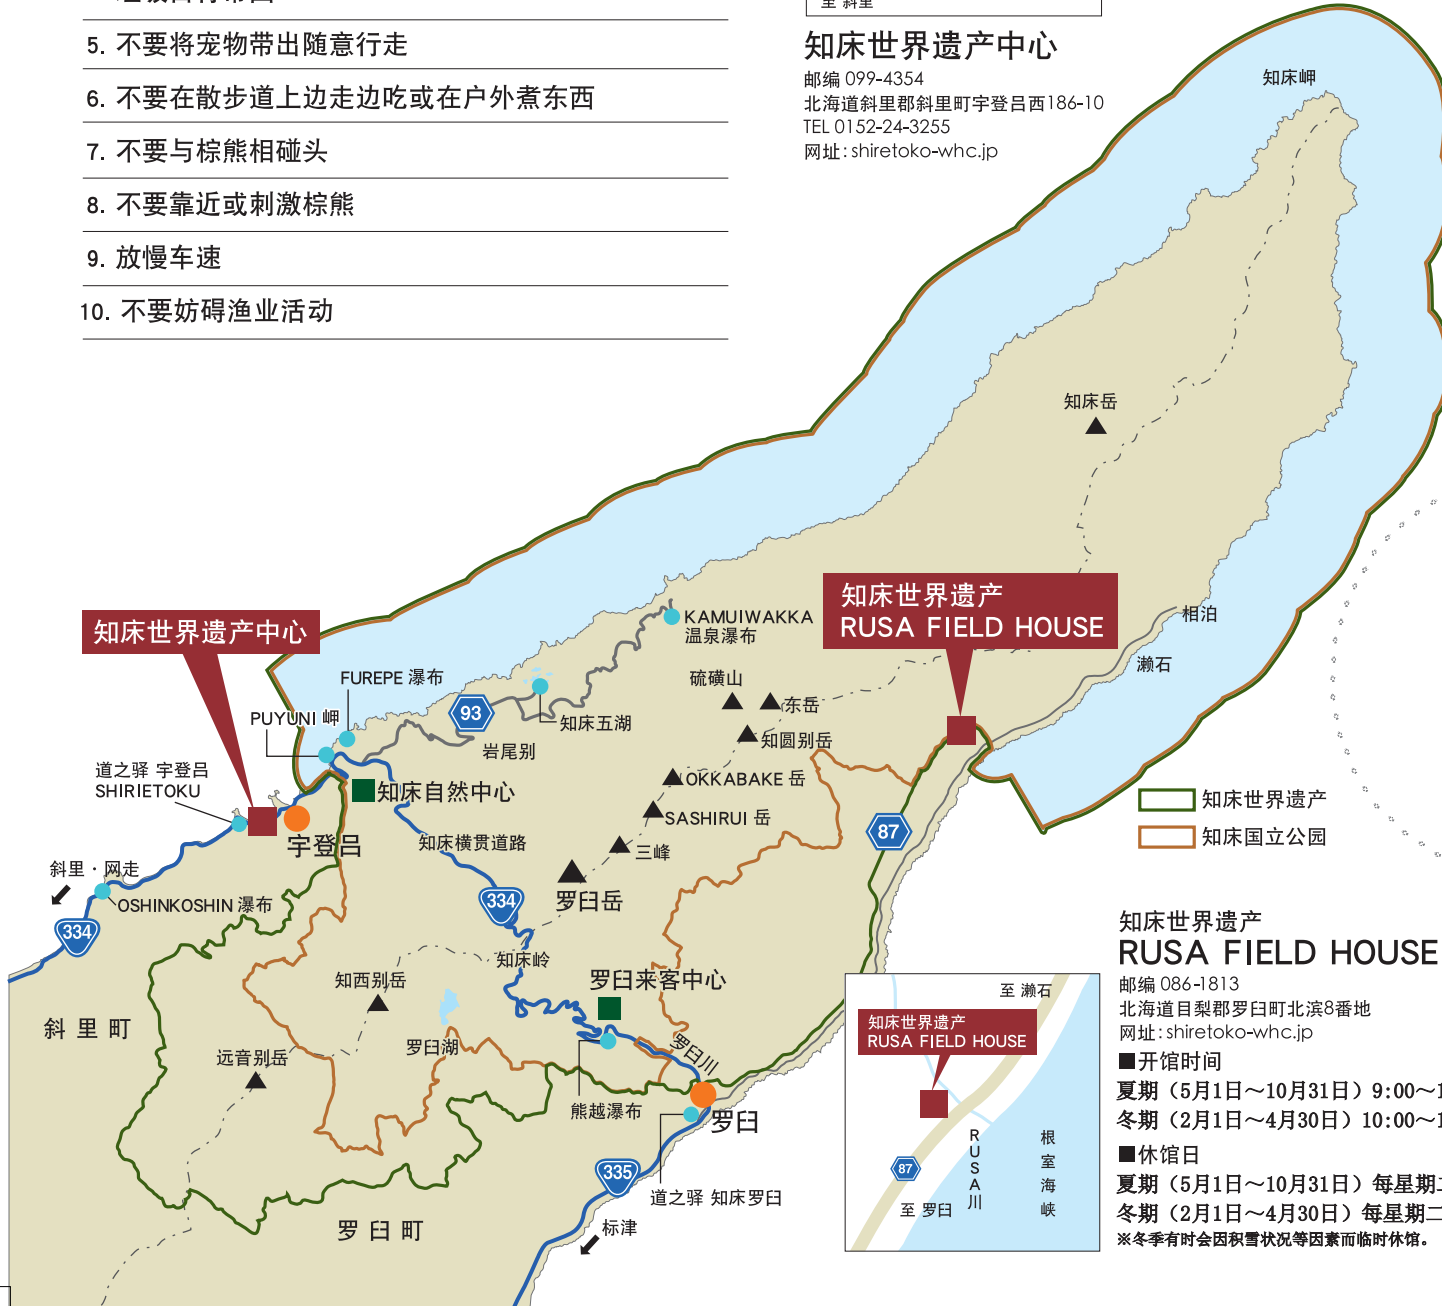 5. 不要将宠物带出随意行走
6. 不要在散步道上边走边吃或在户外煮东西
7. 不要与棕熊相碰头
8. 不要靠近或刺激棕熊
9. 放慢车速
10. 不要妨碍渔业活动
至 斜里
知床世界遗产中心
邮编 099-4354
北海道斜里郡斜里町宇登吕西186-10
TEL 0152-24-3255
网址:shiretoko-whc.jp
知床岬
知床岳
知床世界遗产
RUSA FIELD HOUSE
相泊
濑石
KAMUIWAKKA
温泉瀑布
知床世界遗产中心
FUREPE 瀑布
PUYUNI 岬
93
岩尾别
知床五湖
硫磺山
东岳
知圆别岳
OKKABAKE 岳
SASHIRUI 岳
三峰
罗臼岳
道之驿 宇登吕
SHIRIETOKU
知床自然中心
宇登吕
知床横贯道路
斜里・网走
OSHINKOSHIN 瀑布
334
334
87
知床世界遗产
知床国立公园
知床岭
知西别岳
罗臼来客中心
斜里町
远音别岳
罗臼湖
罗臼川
熊越瀑布
罗臼
335
道之驿 知床罗臼
标津
罗臼町
至 濑石
知床世界遗产
RUSA FIELD HOUSE
RUSA川
根室海峡
87
至 罗臼
知床世界遗产
RUSA FIELD HOUSE
邮编 086-1813
北海道目梨郡罗臼町北滨8番地
网址:shiretoko-whc.jp
■开馆时间
夏期（5月1日～10月31日）9:00～1
冬期（2月1日～4月30日）10:00～1
■休馆日
夏期（5月1日～10月31日）每星期
冬期（2月1日～4月30日）每星期二
※冬季有时会因积雪状况等因素而临时休馆。